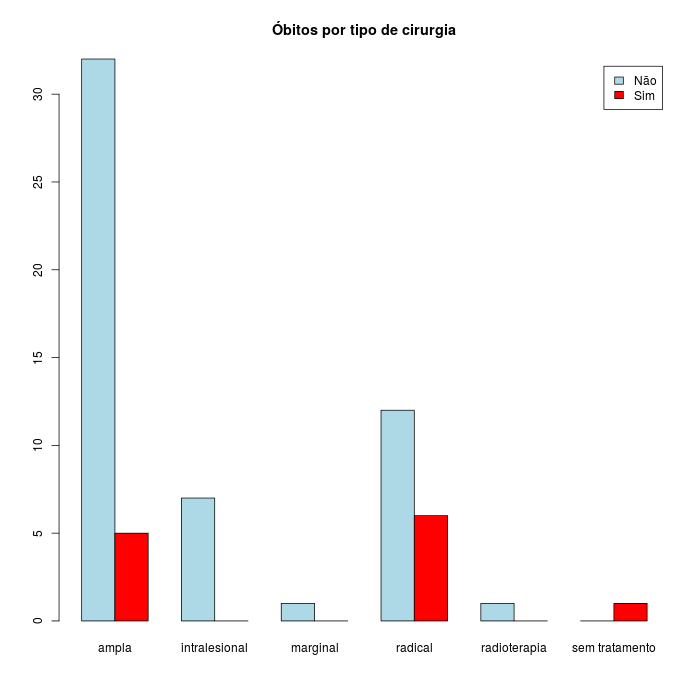 Óbitos por tipo de cirurgia
Não
Sim
30
25
20
15
10
5
0
ampla intralesional marginal radical radioterapia sem tratamento